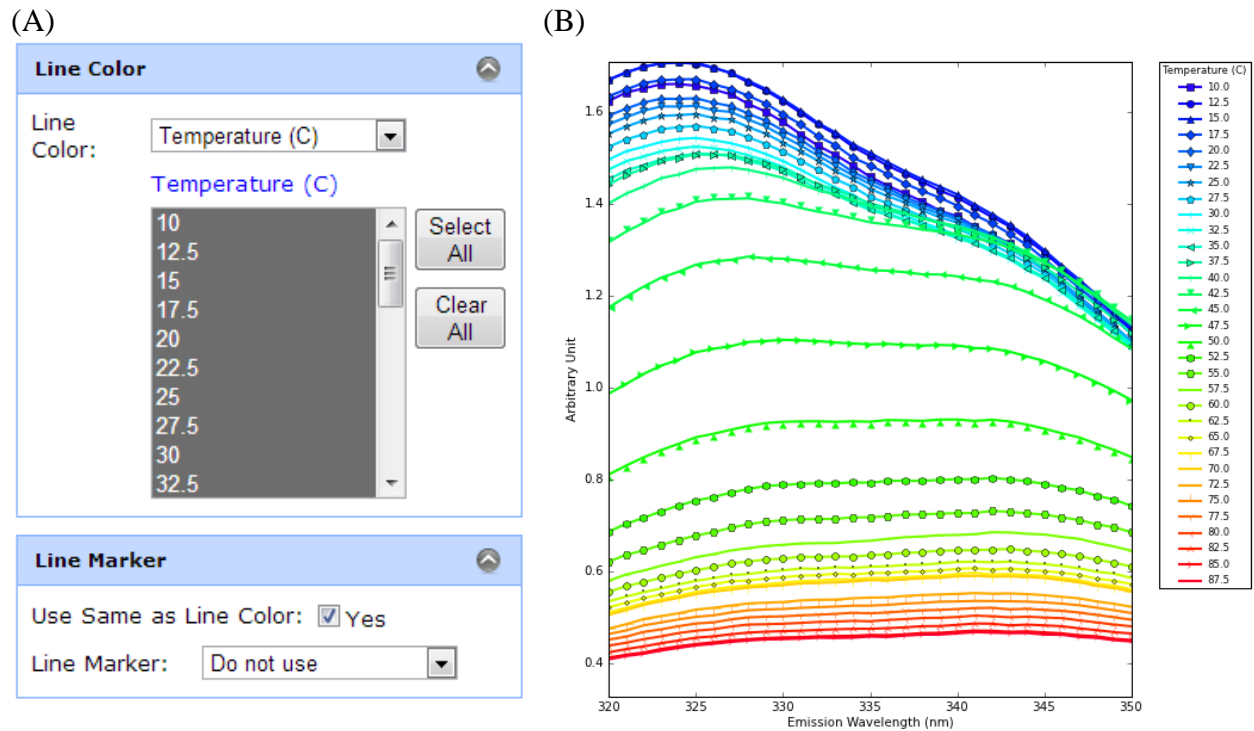 (A)
Line Color
Line
Color:
Temperature (C)
Temperature (C)
10
12.5
15
17.5
20
22.5
25
27.5
30
32.5
Select
All
Clear
All
Line Marker
Use Same as Line Color: Yes
Line Marker: Do not use
(B)
Arbitrary Unit
1.6
1.4
1.2
1.0
0.8
0.6
0.4
320 325 330 335 340 345 350
Emission Wavelength (nm)
Temperature (C)
10.0
12.5
15.0
17.5
20.0
22.5
25.0
27.5
30.0
32.5
35.0
37.5
40.0
42.5
45.0
47.5
50.0
52.5
55.0
57.5
60.0
62.5
65.0
67.5
70.0
72.5
75.0
77.5
80.0
82.5
85.0
87.5